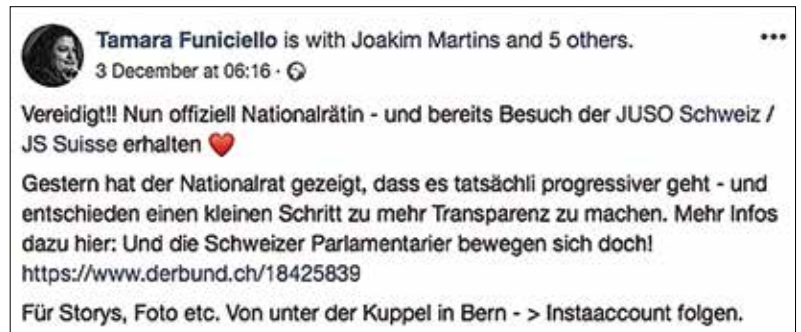 Tamara Funiciello is with Joakim Martins and 5 others.
3 December at 06:16 ·
Vereidigt!! Nun offiziell Nationalrätin - und bereits Besuch der JUSO Schweiz /
JS Suisse erhalten ❤️
Gestern hat der Nationalrat gezeigt, dass es tatsächli progressiver geht - und
entschieden einen kleinen Schritt zu mehr Transparenz zu machen. Mehr Infos
dazu hier: Und die Schweizer Parlamentarier bewegen sich doch!
https://www.derbund.ch/18425839
Für Storys, Foto etc. Von unter der Kuppel in Bern - > Instaaccount folgen.